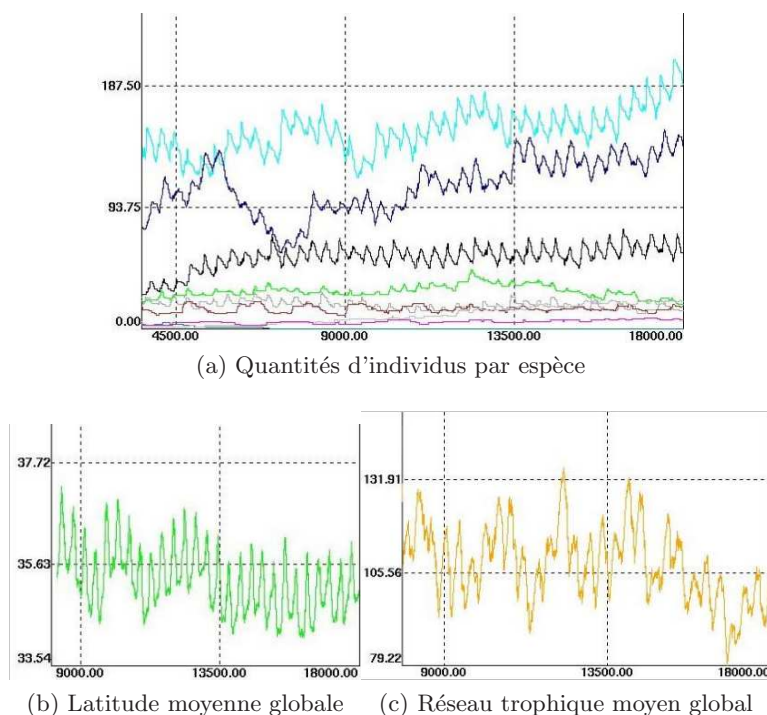 187.50
93.75
0.00
4500.00 9000.00 13500.00 18000.00
(a) Quantités d'individus par espèce
37.72
35.63
33.54
9000.00 13500.00 18000.00
131.91
105.56
79.22
9000.00 13500.00 18000.00
(b) Latitude moyenne globale
(c) Réseau trophique moyen global